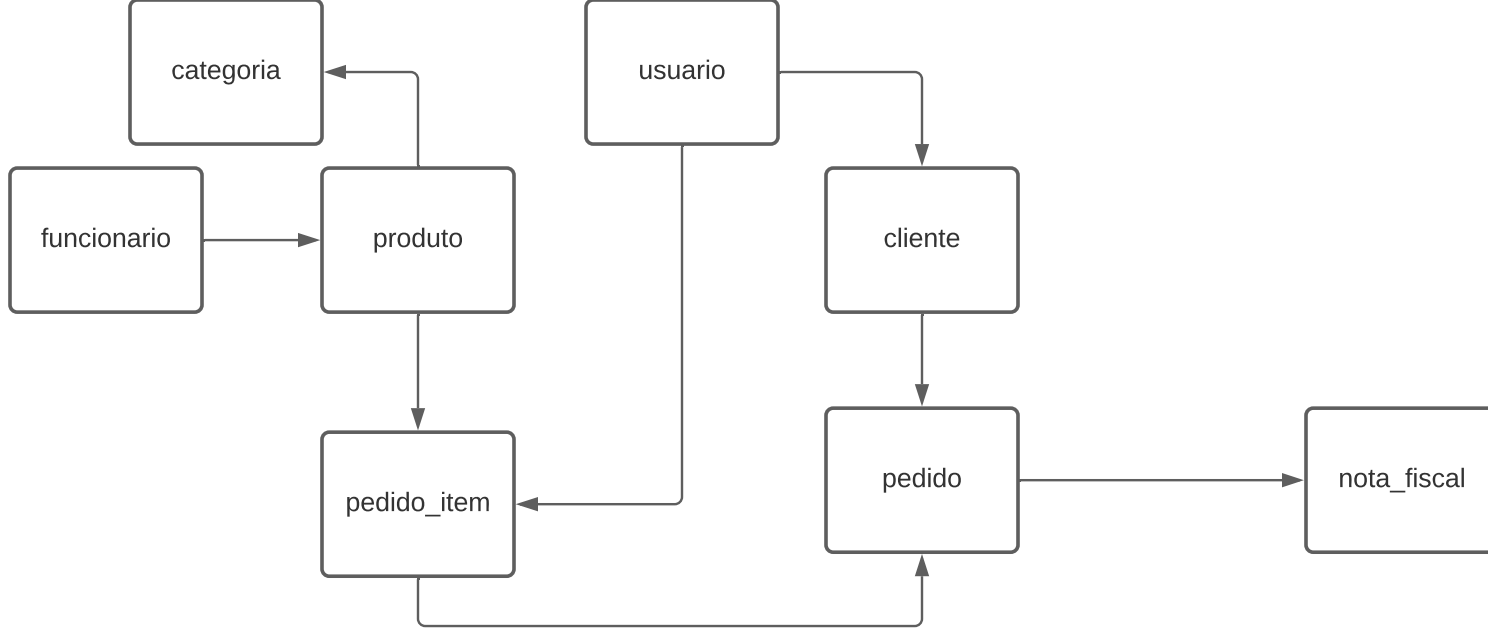 categoria
usuario
funcionario
produto
cliente
pedido_item
pedido
nota_fiscal